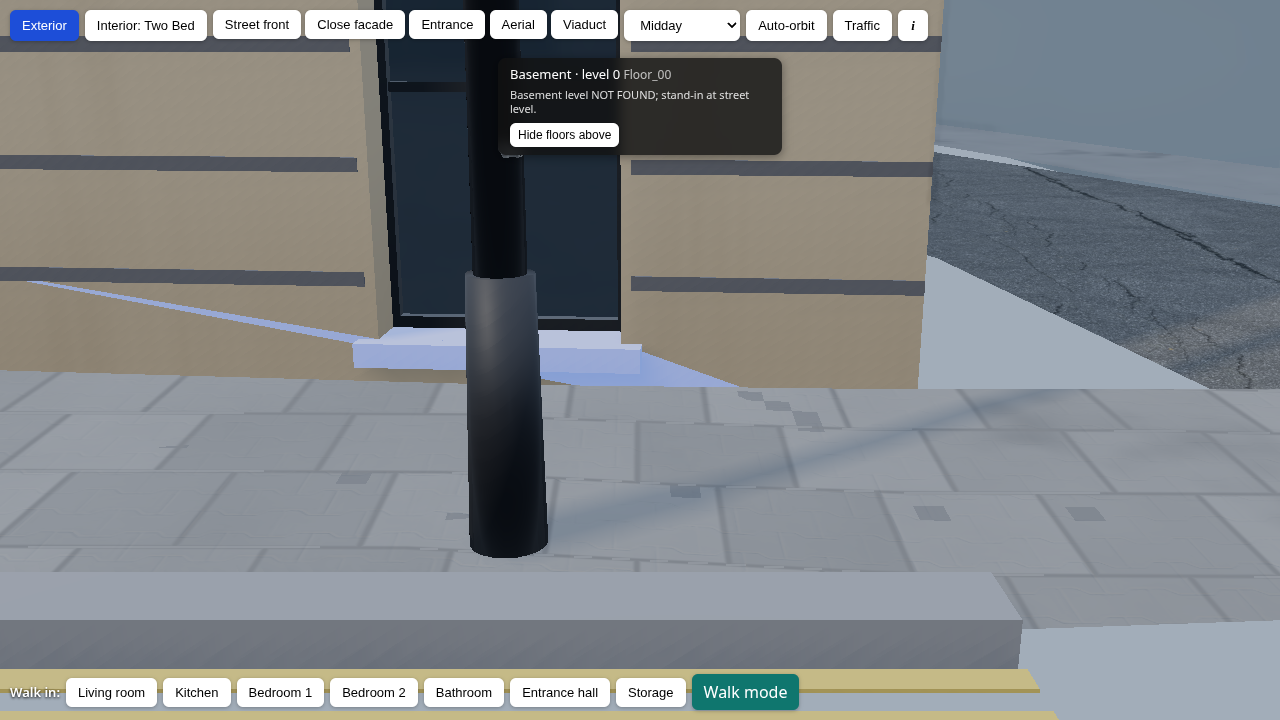 Exterior
Interior: Two Bed
Street front
Close facade
Entrance
Aerial
Viaduct
Midday
Auto-orbit
Traffic
i
Basement · level 0 Floor_00
Basement level NOT FOUND; stand-in at street
level.
Hide floors above
Walk in:
Living room
Kitchen
Bedroom 1
Bedroom 2
Bathroom
Entrance hall
Storage
Walk mode